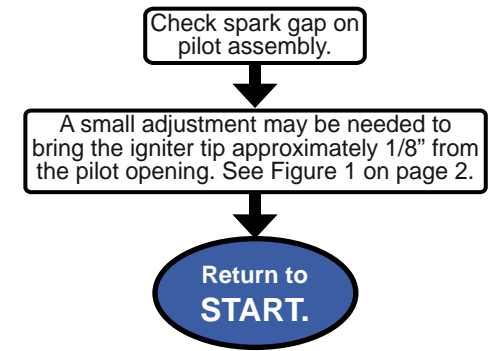 Check spark gap on
pilot assembly.
A small adjustment may be needed to
bring the igniter tip approximately 1/8” from
the pilot opening. See Figure 1 on page 2.
Return to
START.